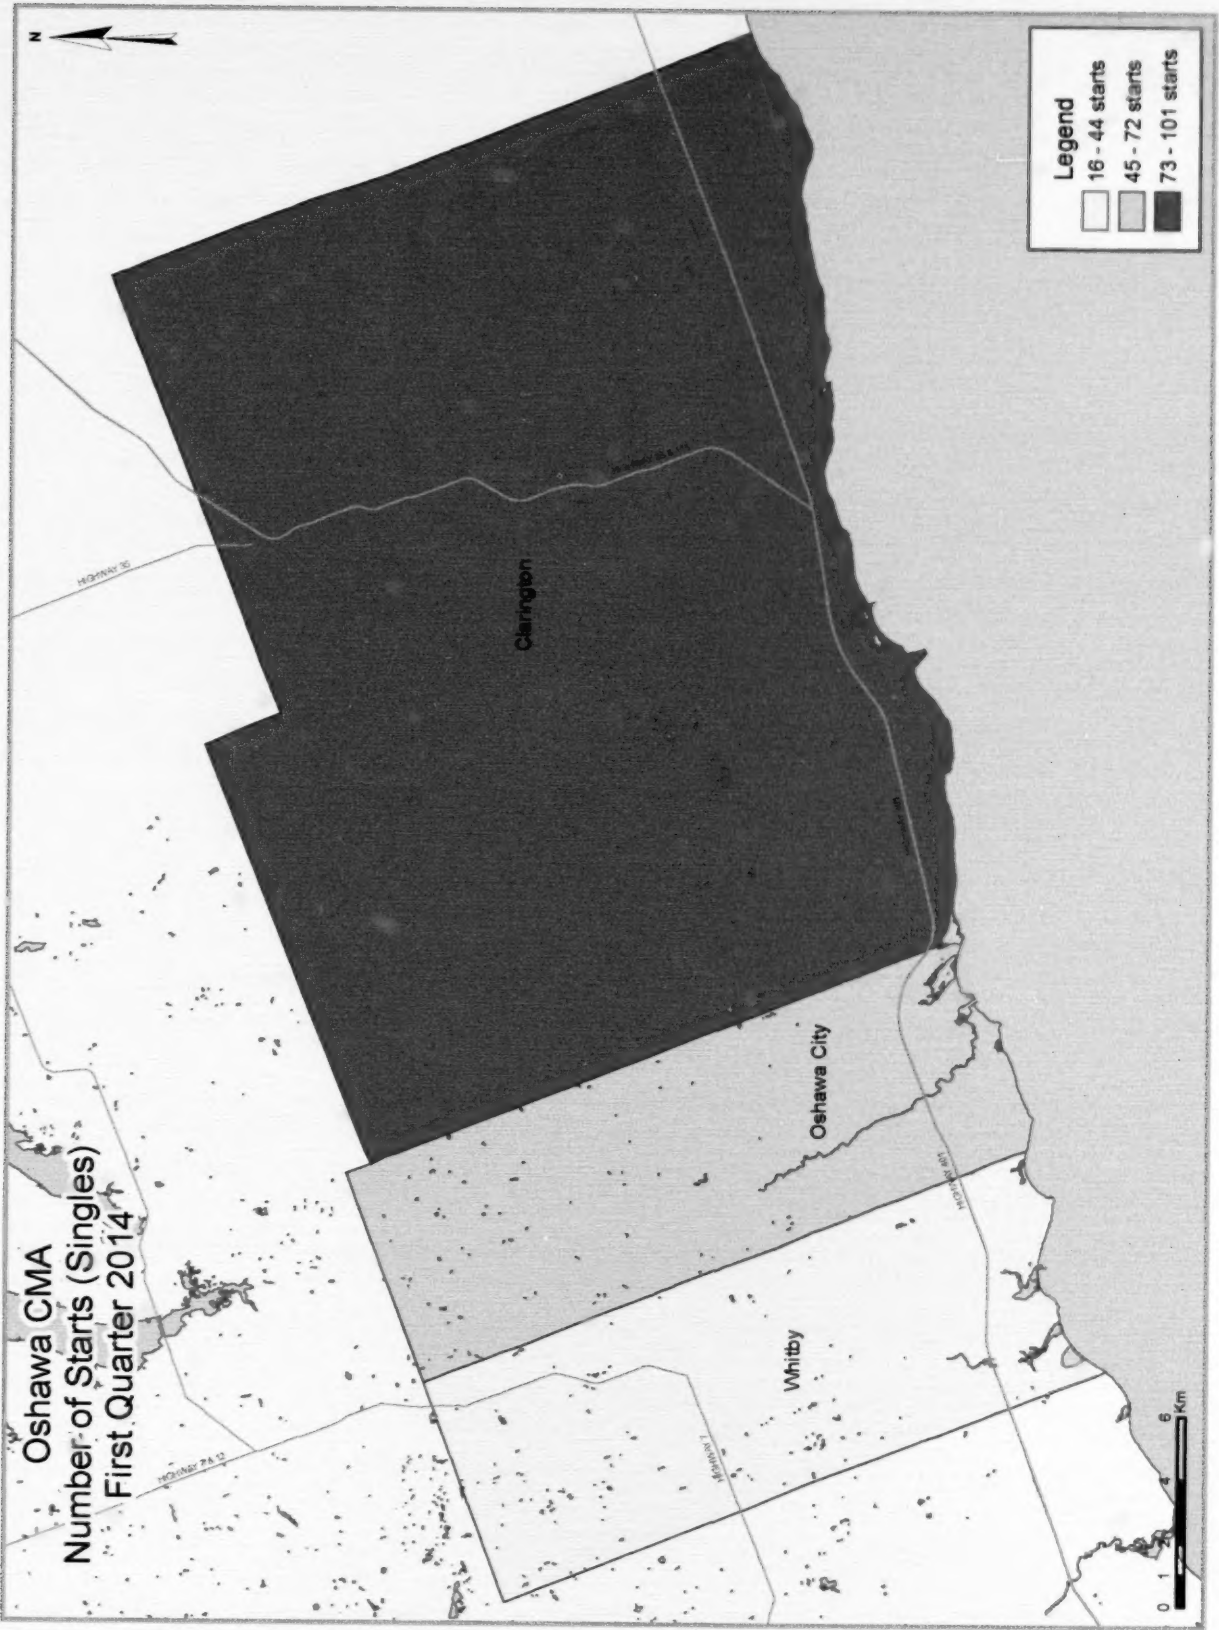 Oshawa CMA
Number of Starts (Singles)
First Quarter 2014
N
HIGHWAY 7 & 12
HIGHWAY 35
HIGHWAY 7
HIGHWAY 401
Clarington
Oshawa City
Whitby
Legend
16 - 44 starts
45 - 72 starts
73 - 101 starts
0 1 2 4 6
Km